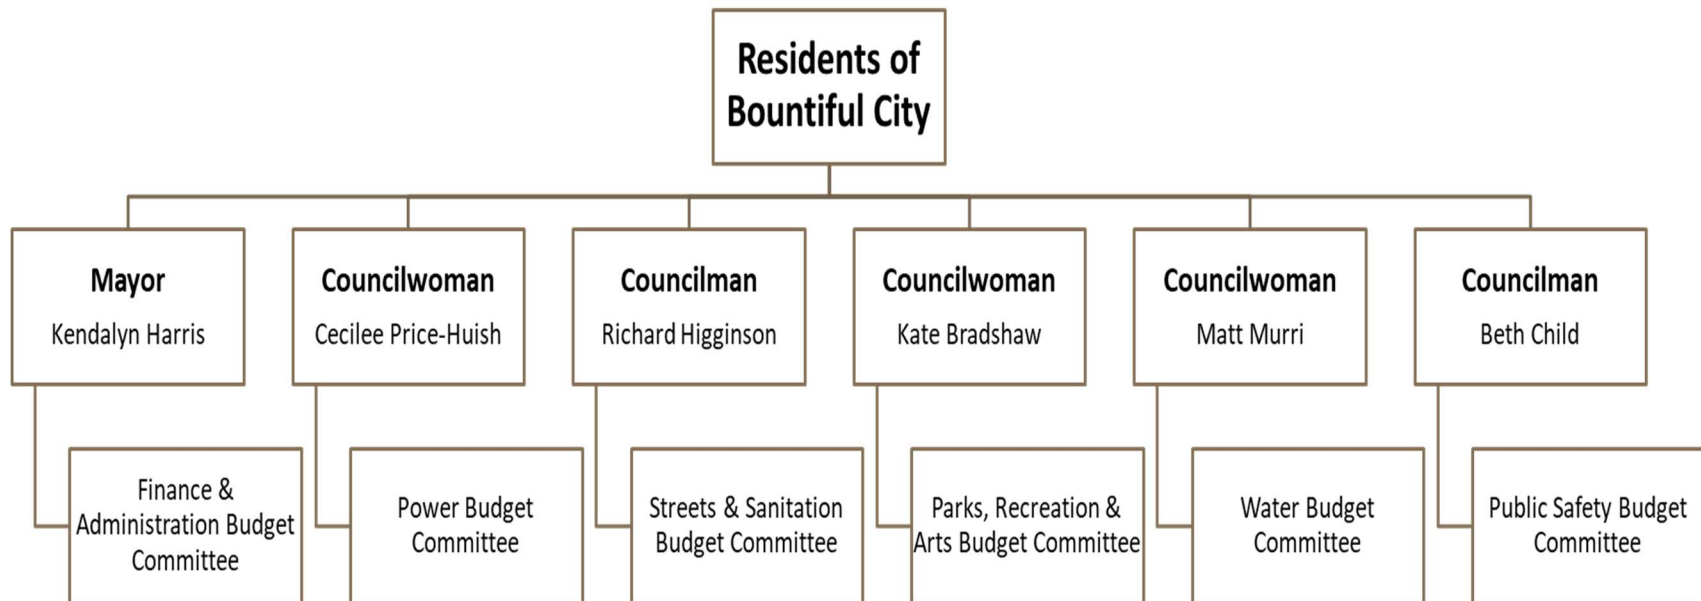 Residents of
Bountiful City
Mayor
Kendalyn Harris
Councilwoman
Cecilee Price-Huish
Councilman
Richard Higginson
Councilwoman
Kate Bradshaw
Councilwoman
Matt Murri
Councilman
Beth Child
Finance &
Administration Budget
Committee
Power Budget
Committee
Streets & Sanitation
Budget Committee
Parks, Recreation &
Arts Budget Committee
Water Budget
Committee
Public Safety Budget
Committee